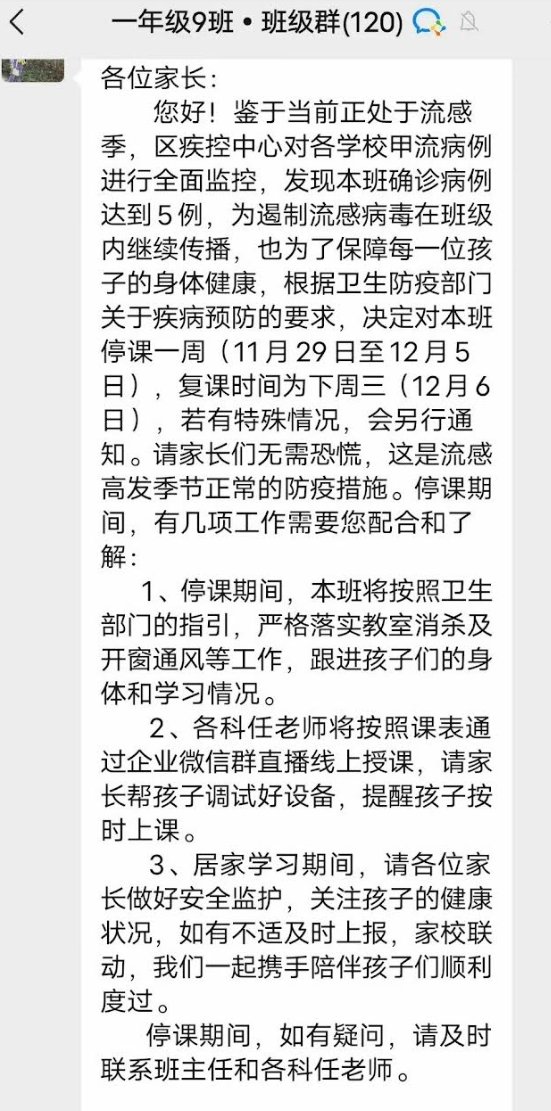 一年级9班•班级群(120)
各位家长：
您好！鉴于当前正处于流感
季，区疾控中心对各学校甲流病例
进行全面监控，发现本班确诊病例
达到5例，为遏制流感病毒在班级
内继续传播，也为了保障每一位孩
子的身体健康，根据卫生防疫部门
关于疾病预防的要求，决定对本班
停课一周（11月29日至12月5
日），复课时间为下周三（12月6
日），若有特殊情况，会另行通
知。请家长们无需恐慌，这是流感
高发季节正常的防疫措施。停课期
间，有几项工作需要您配合和了
解：
1、停课期间，本班将按照卫生
部门的指引，严格落实教室消杀及
开窗通风等工作，跟进孩子们的身
体和学习情况。
2、各科任老师将按照课表通
过企业微信群直播线上授课，请家
长帮孩子调试好设备，提醒孩子按
时上课。
3、居家学习期间，请各位家
长做好安全监护，关注孩子的健康
状况，如有不适及时上报，家校联
动，我们一起携手陪伴孩子们顺利
度过。
停课期间，如有疑问，请及时
联系班主任和各科任老师。